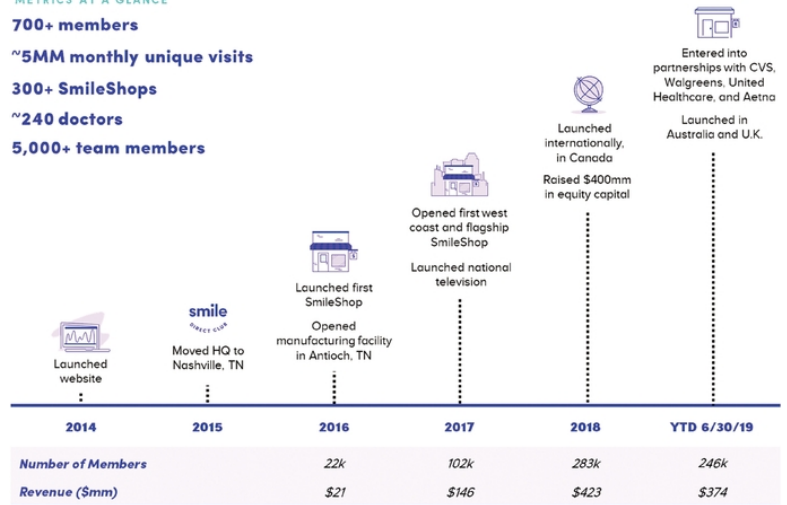 METRICS AT A GLANCE
700+ members
~5MM monthly unique visits
300+ SmileShops
~240 doctors
5,000+ team members
Launched
website
smile
DIRECT CLUB
Moved HQ to
Nashville, TN
Launched first
SmileShop
Opened
manufacturing facility
in Antioch, TN
Opened first west
coast and flagship
SmileShop
Launched national
television
Launched
internationally,
in Canada
Raised $400mm
in equity capital
Entered into
partnerships with CVS,
Walgreens, United
Healthcare, and Aetna
Launched in
Australia and U.K.
2014 2015 2016 2017 2018 YTD 6/30/19
Number of Members 22k 102k 283k 246k
Revenue ($mm) $21 $146 $423 $374